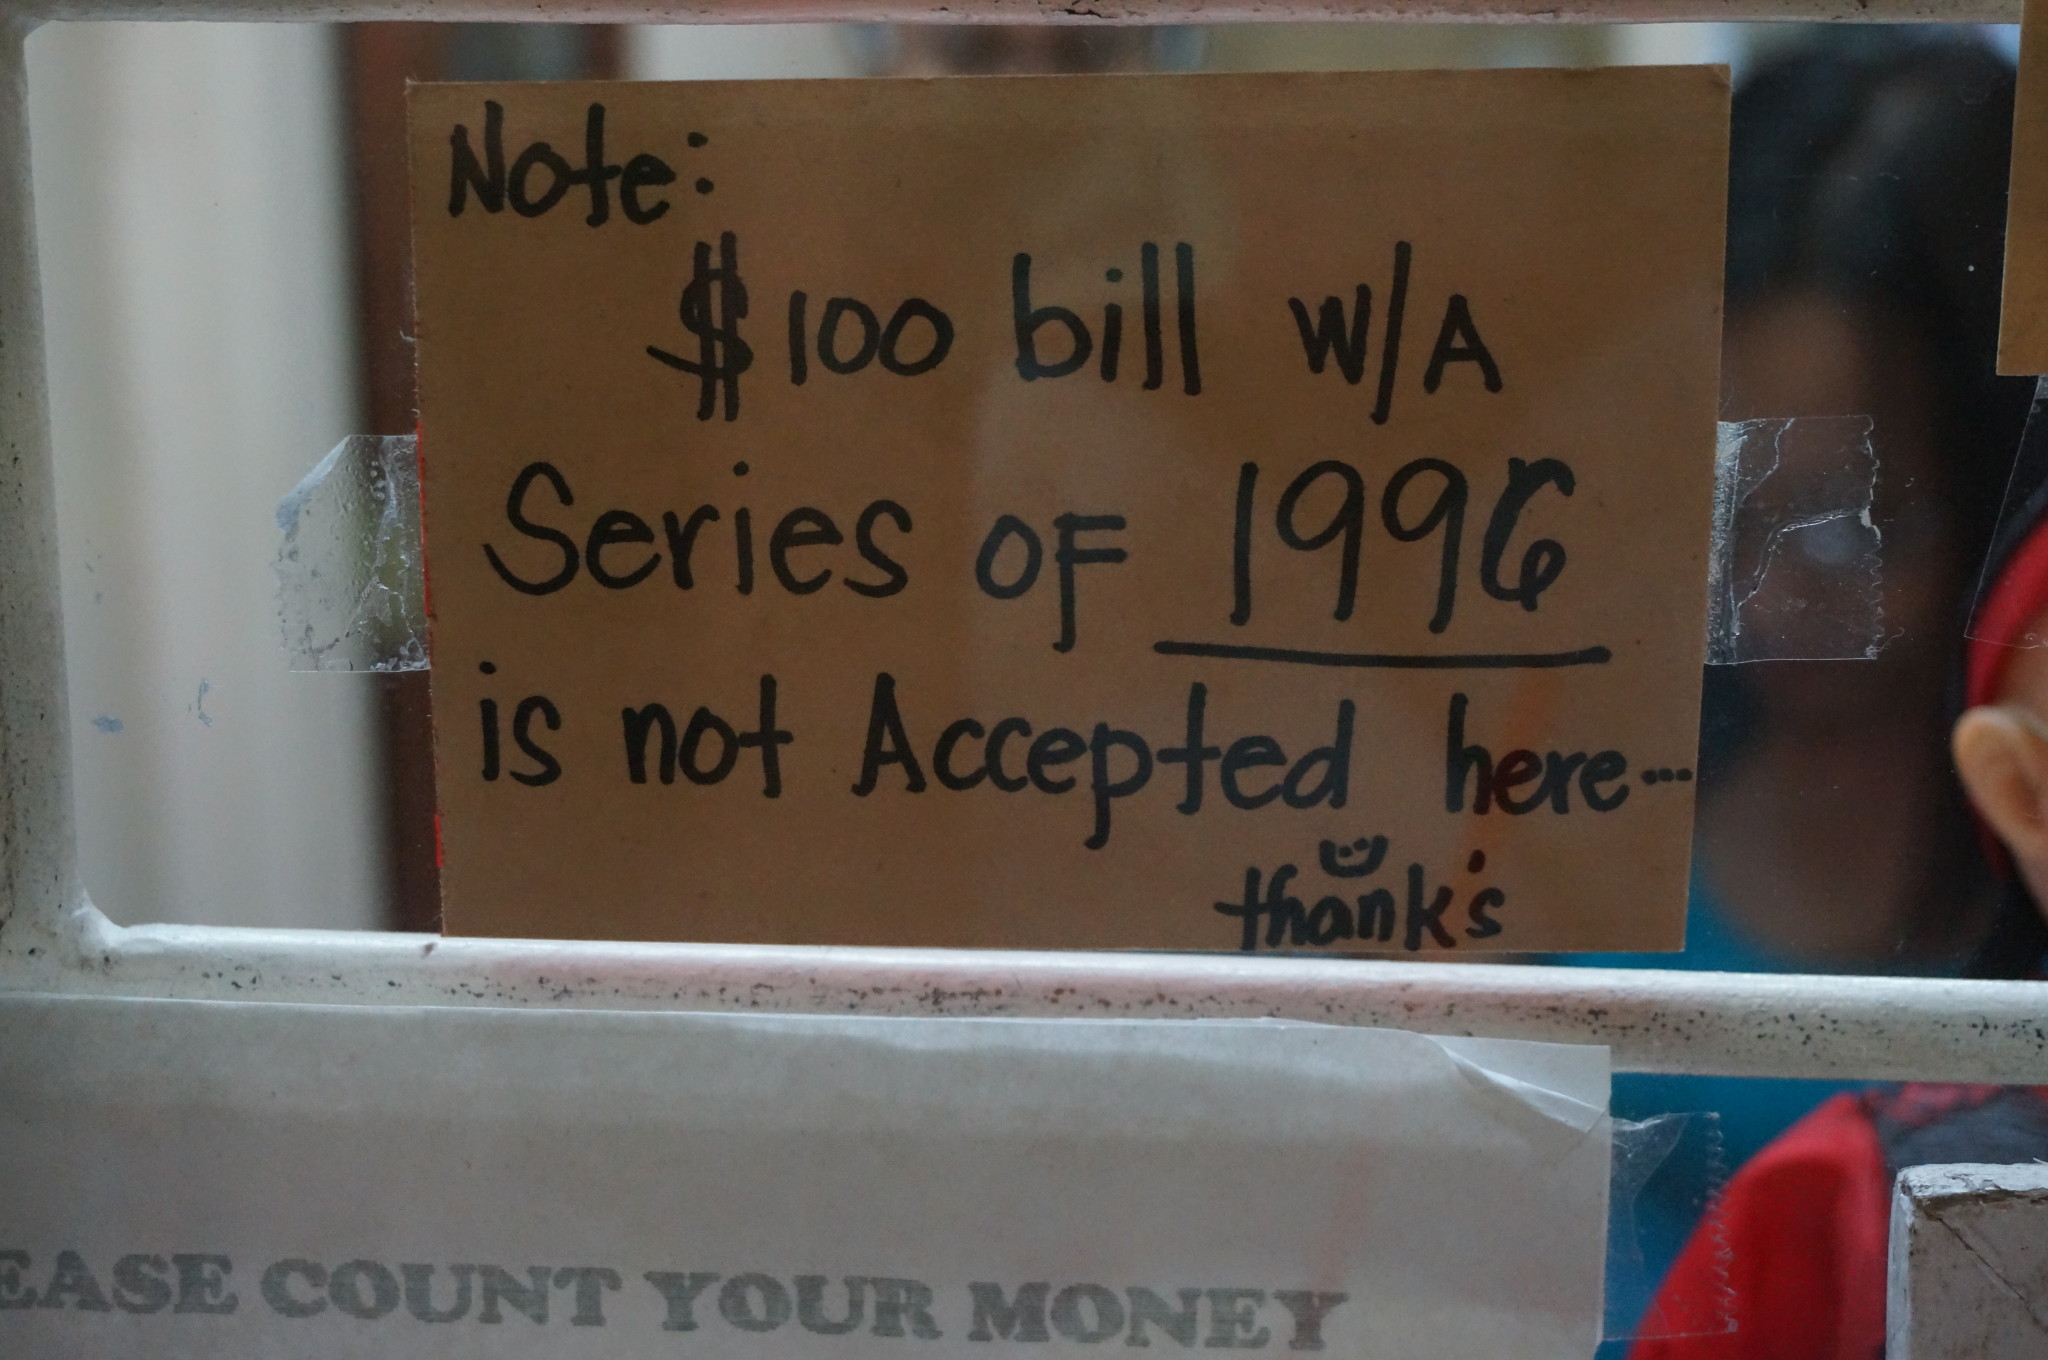 Note:
$100 bill W/A
Series OF 1996
is not Accepted here...
thank's
EASE COUNT YOUR MONEY